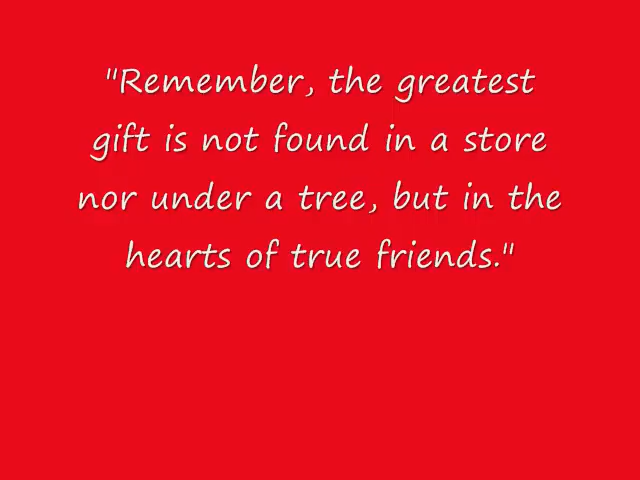 "Remember, the greatest
gift is not found in a store
nor under a tree, but in the
hearts of true friends."